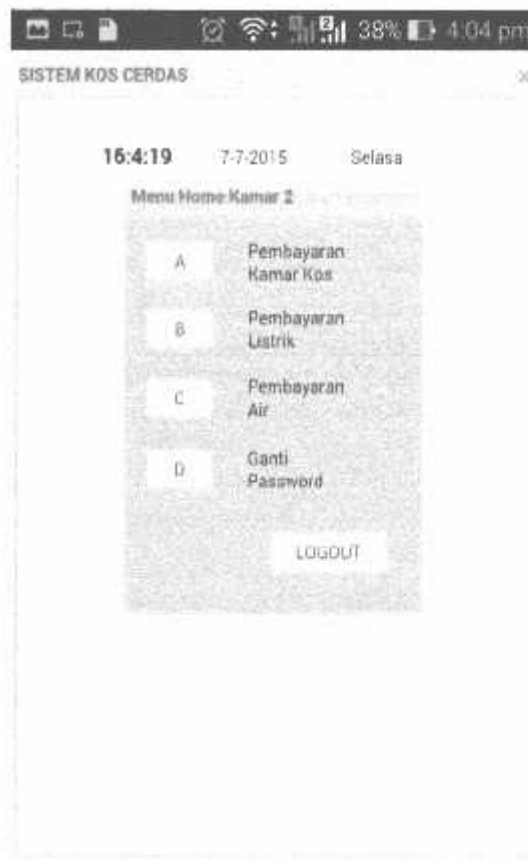 38% 4:04 pm
SISTEM KOS CERDAS
16:4:19 7-7-2015 Selasa
Menu Home Kamar 2
A Pembayaran
Kamar Kos
B Pembayaran
Listrik
C Pembayaran
Air
D Ganti
Password
LOGOUT